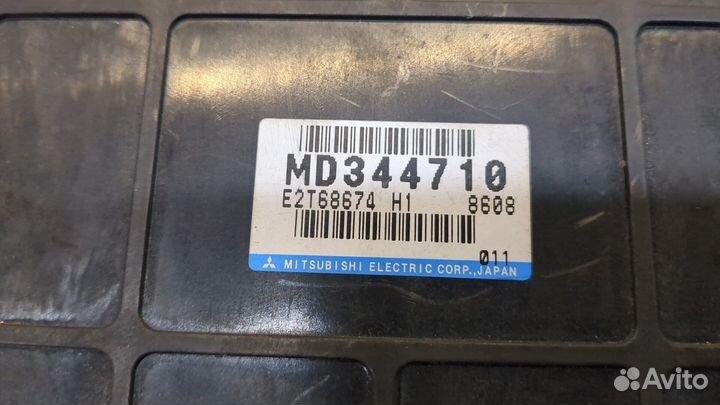 MD344710
E2T68674 H1 8608
011
MITSUBISHI ELECTRIC CORP., JAPAN
Avito